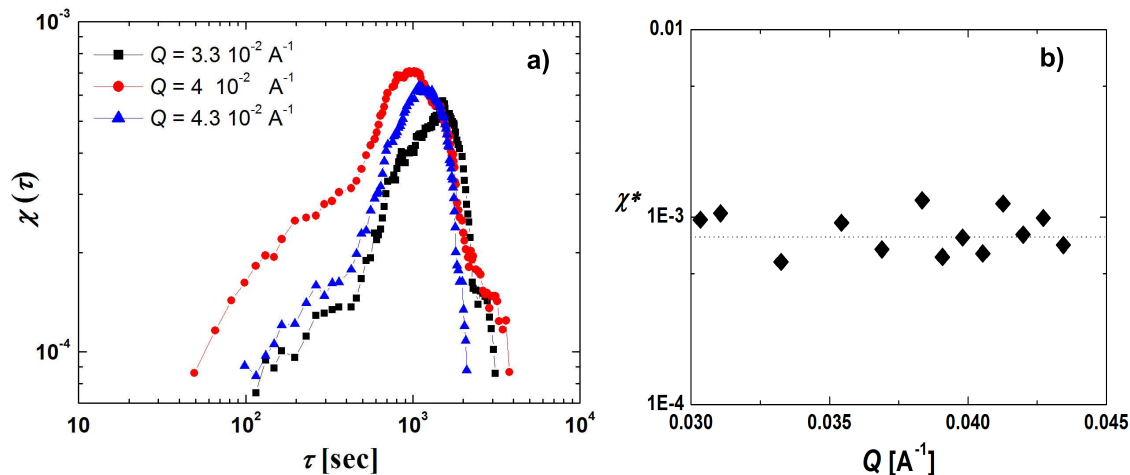 a)
10⁻³
Q = 3.3 10⁻² A⁻¹
Q = 4 10⁻² A⁻¹
Q = 4.3 10⁻² A⁻¹
χ (τ)
10⁻⁴
10 10² 10³ 10⁴
τ [sec]
b)
0.01
χ*
1E-3
1E-4
0.030 0.035 0.040 0.045
Q [A⁻¹]